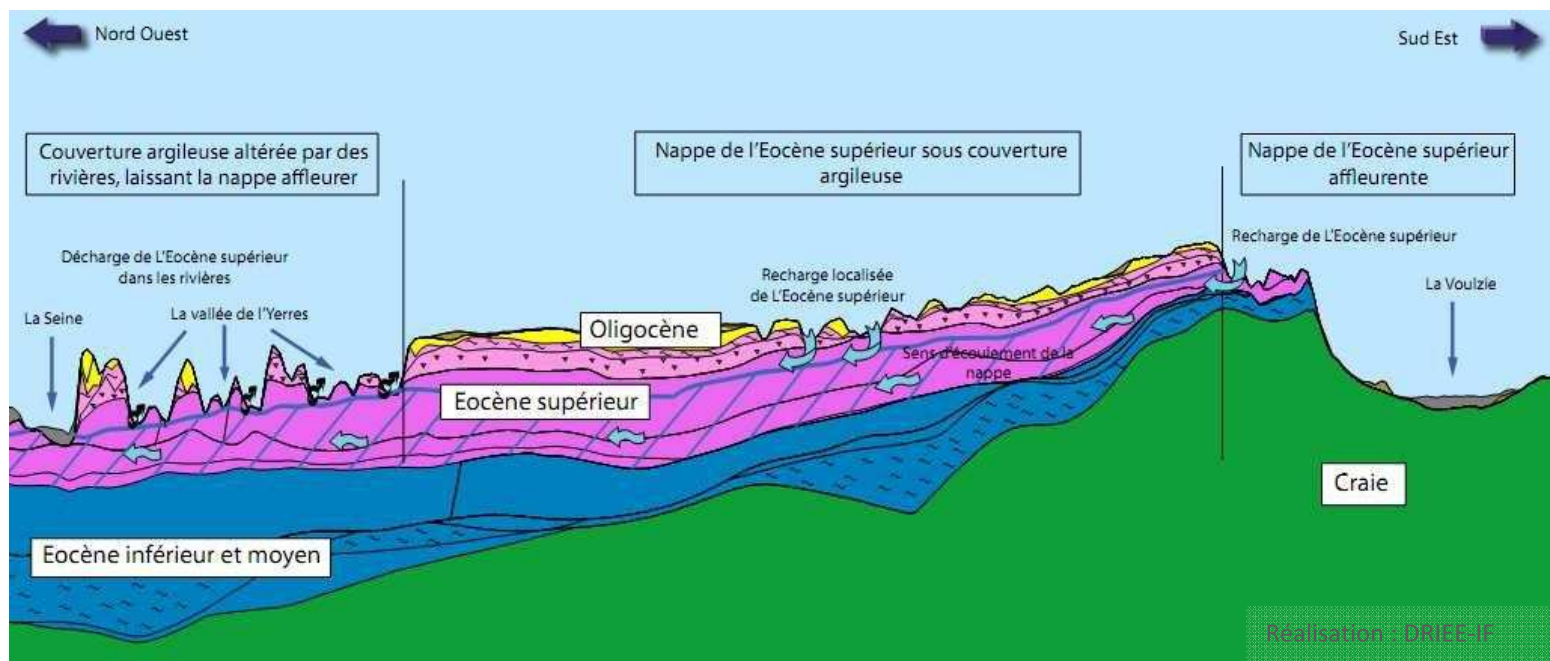 Nord Ouest
Sud Est
Couverture argileuse altérée par des
rivières, laissant la nappe affleurer
Nappe de l'Eocène supérieur sous couverture
argileuse
Nappe de l'Eocène supérieur
affleurente
Décharge de L'Eocène supérieur
dans les rivières
La Seine
La vallée de l'Yerres
Recharge localisée
de L'Eocène supérieur
Recharge de L'Eocène supérieur
La Voulzie
Oligocène
Sens d'écoulement de la
nappe
Eocène supérieur
Craie
Eocène inférieur et moyen
Réalisation : DRIEE-IF